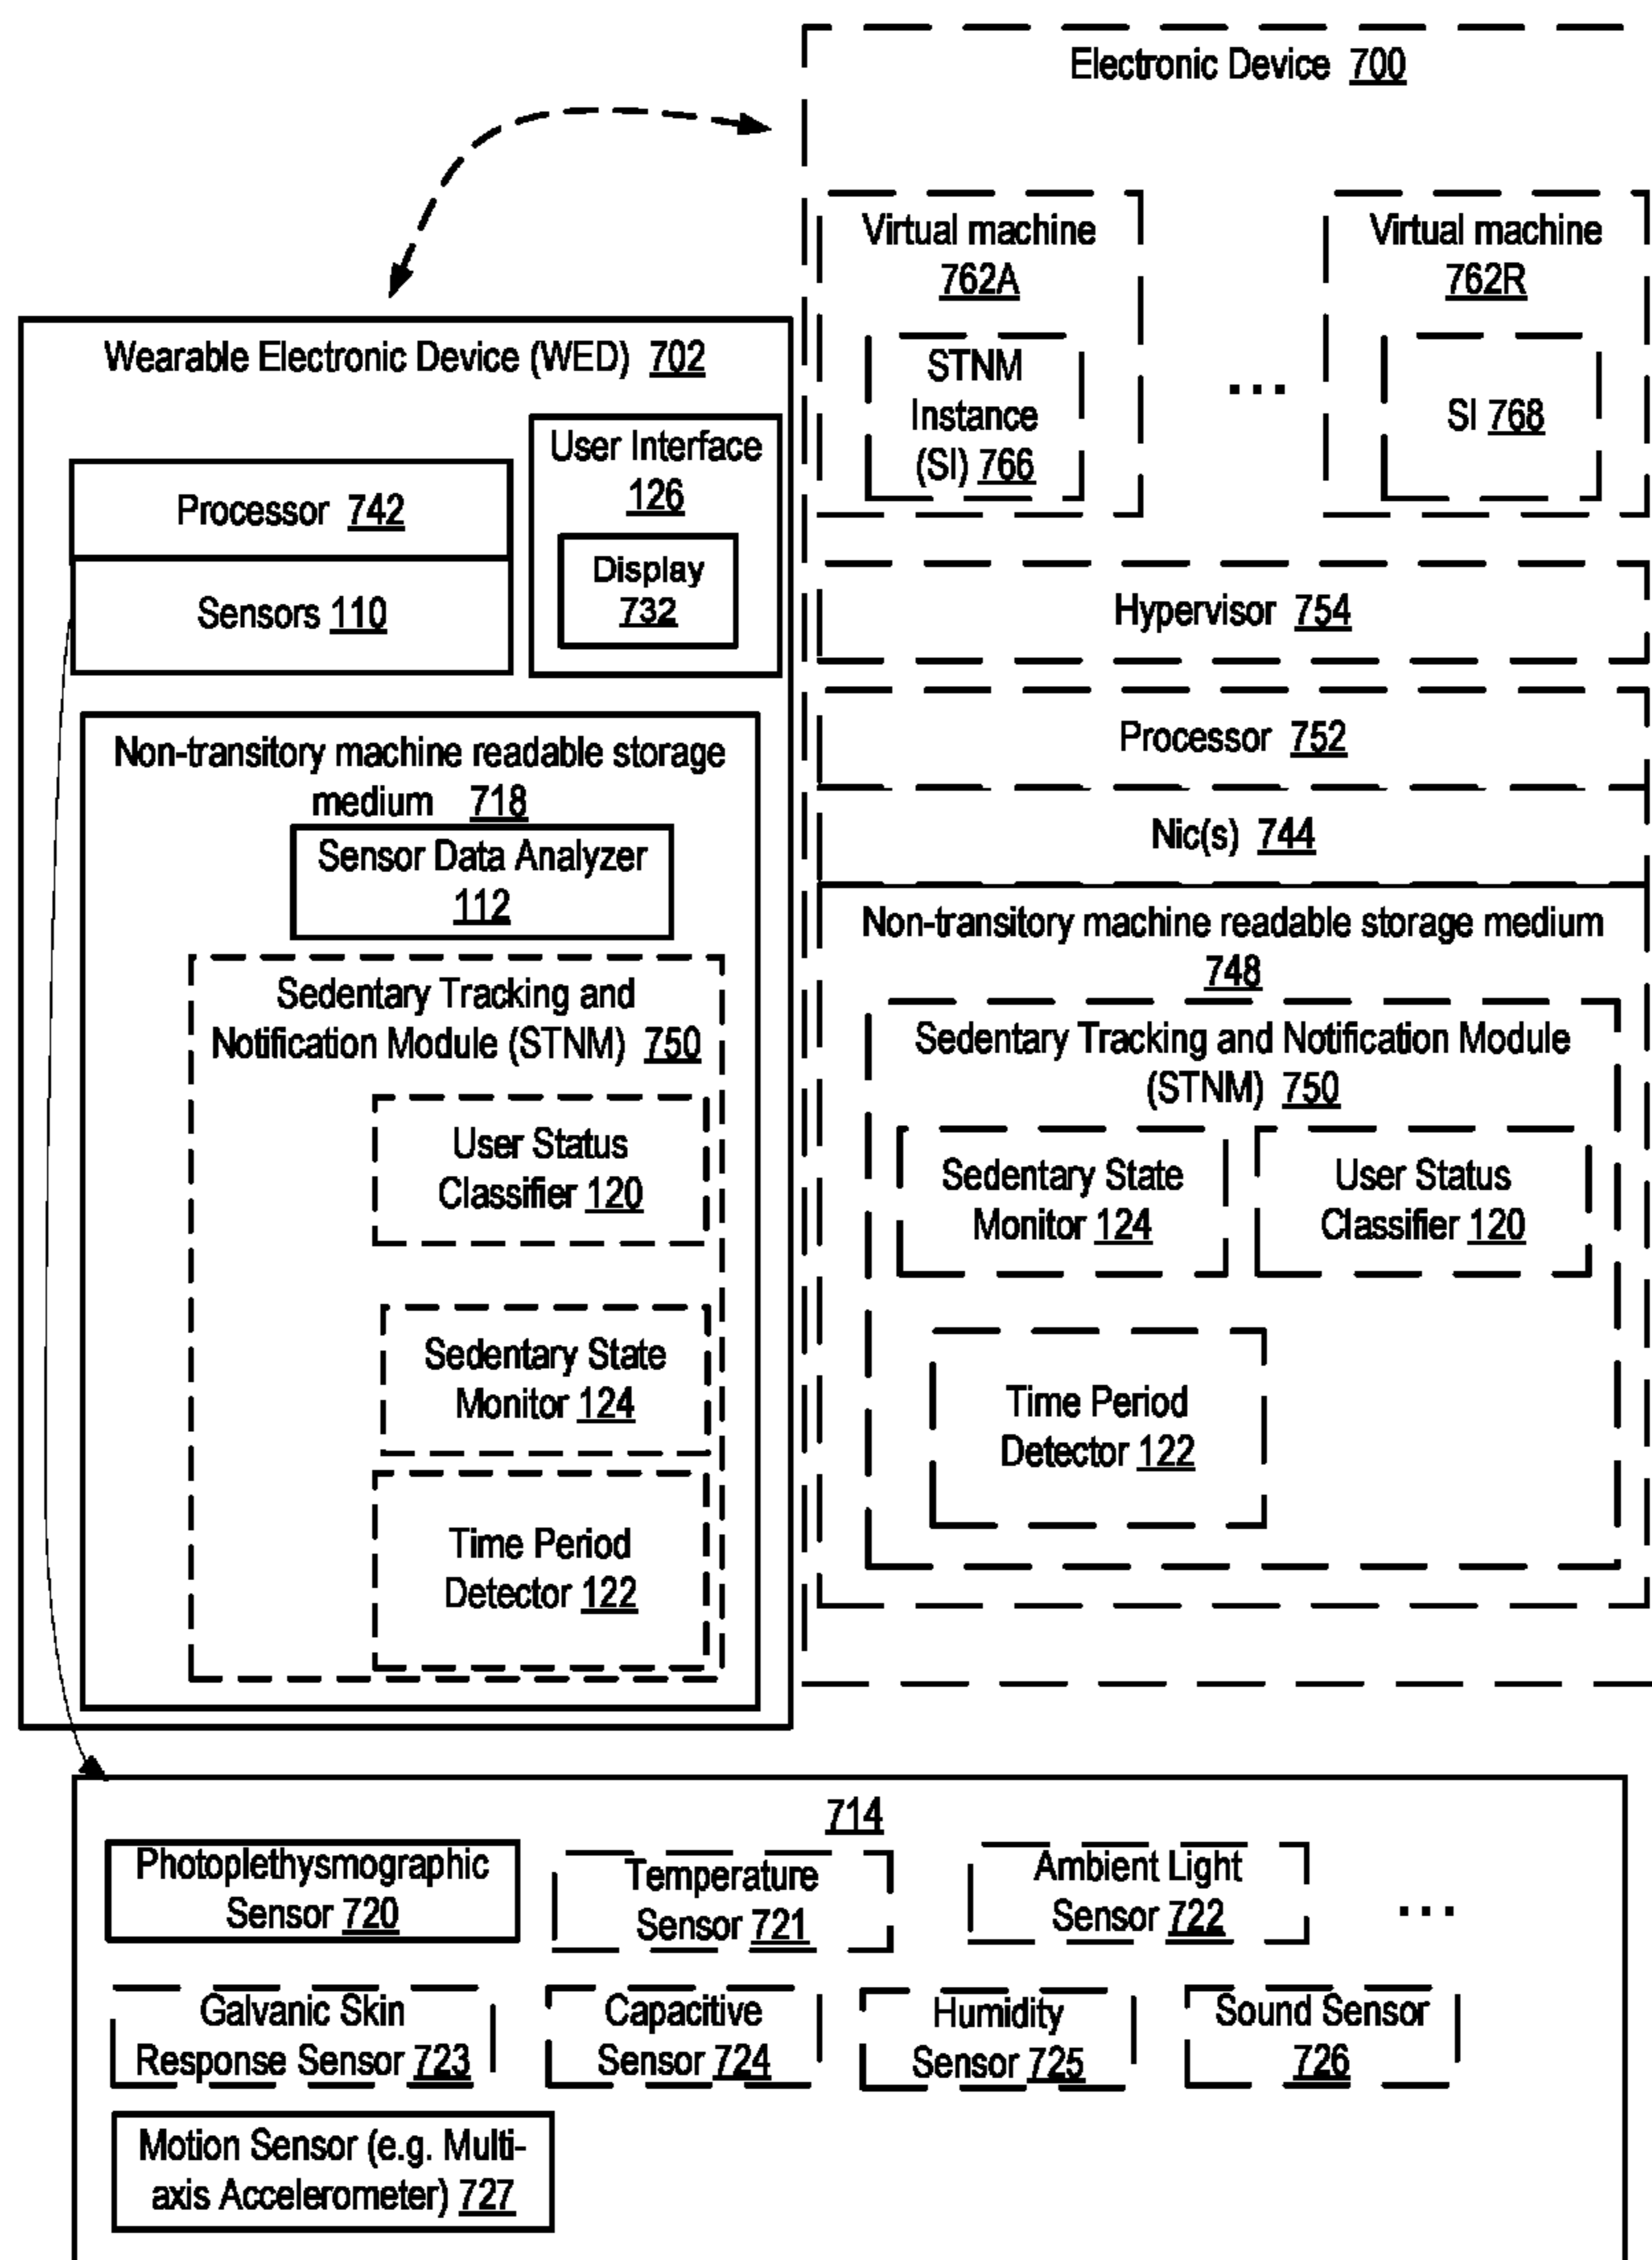 Electronic Device 700
Virtual machine
762A
STNM
Instance
(SI) 766
...
Virtual machine
762R
SI 768
Hypervisor 754
Processor 752
Nic(s) 744
Non-transitory machine readable storage medium
748
Sedentary Tracking and Notification Module
(STNM) 750
Sedentary State
Monitor 124
User Status
Classifier 120
Time Period
Detector 122
Wearable Electronic Device (WED) 702
Processor 742
Sensors 110
User Interface
126
Display
732
Non-transitory machine readable storage
medium 718
Sensor Data Analyzer
112
Sedentary Tracking and
Notification Module (STNM) 750
User Status
Classifier 120
Sedentary State
Monitor 124
Time Period
Detector 122
714
Photoplethysmographic
Sensor 720
Temperature
Sensor 721
Ambient Light
Sensor 722
...
Galvanic Skin
Response Sensor 723
Capacitive
Sensor 724
Humidity
Sensor 725
Sound Sensor
726
Motion Sensor (e.g. Multi-
axis Accelerometer) 727